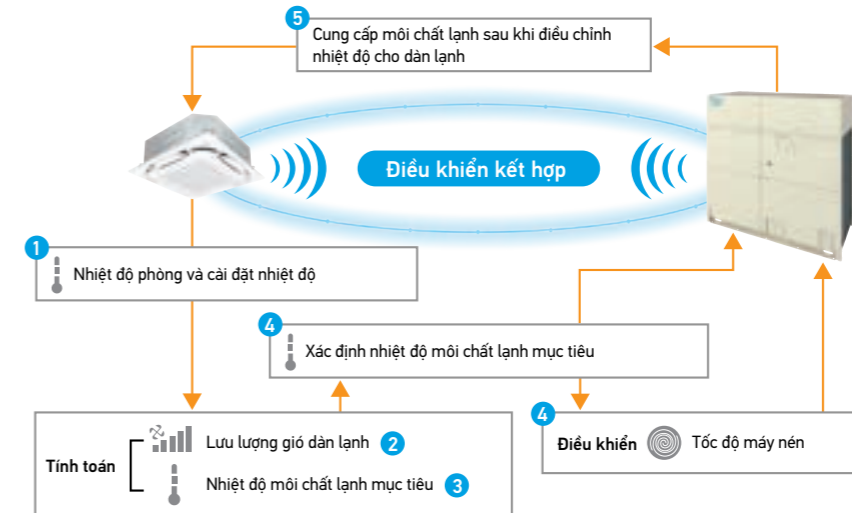 5
Cung cấp môi chất lạnh sau khi điều chỉnh
nhiệt độ cho dàn lạnh
Điều khiển kết hợp
1
Nhiệt độ phòng và cài đặt nhiệt độ
4
Xác định nhiệt độ môi chất lạnh mục tiêu
Tính toán
Lưu lượng gió dàn lạnh 2
Nhiệt độ môi chất lạnh mục tiêu 3
4
Điều khiển Tốc độ máy nén